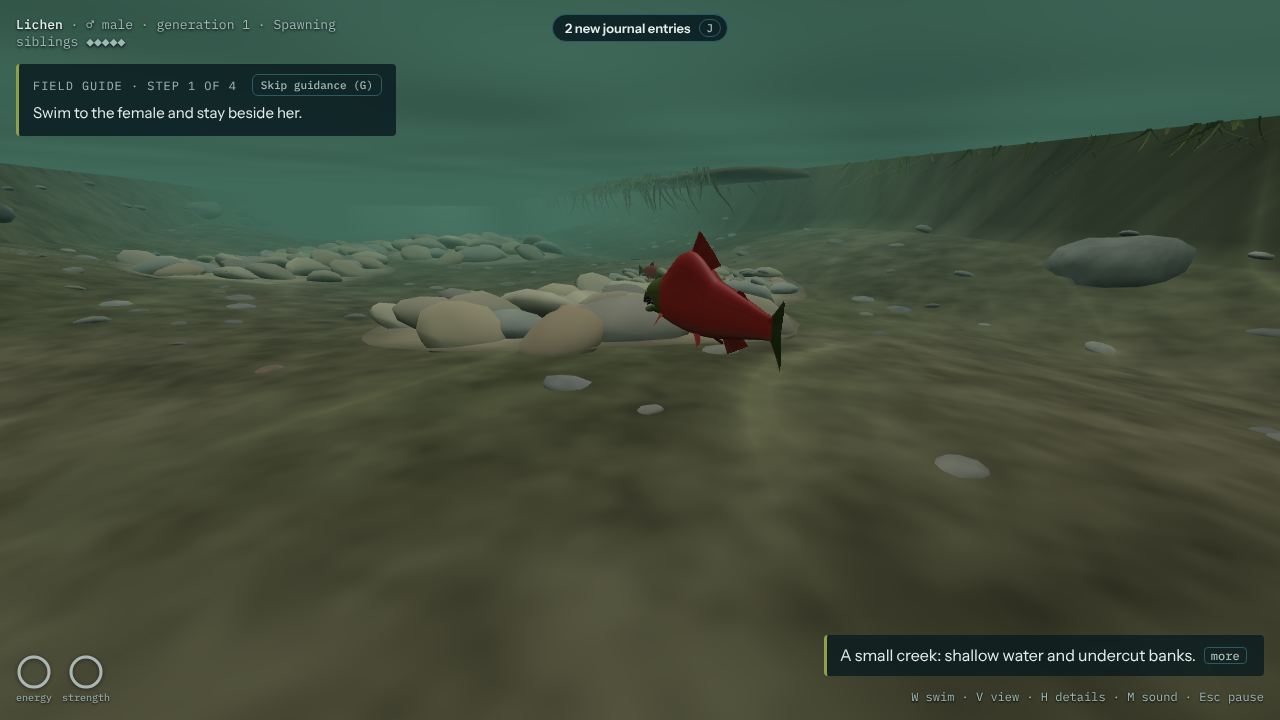 Lichen · ♂ male · generation 1 · Spawning
siblings ◆◆◆◆◆
2 new journal entries J
FIELD GUIDE · STEP 1 OF 4 Skip guidance (G)
Swim to the female and stay beside her.
energy strength
A small creek: shallow water and undercut banks. more
W swim · V view · H details · M sound · Esc pause